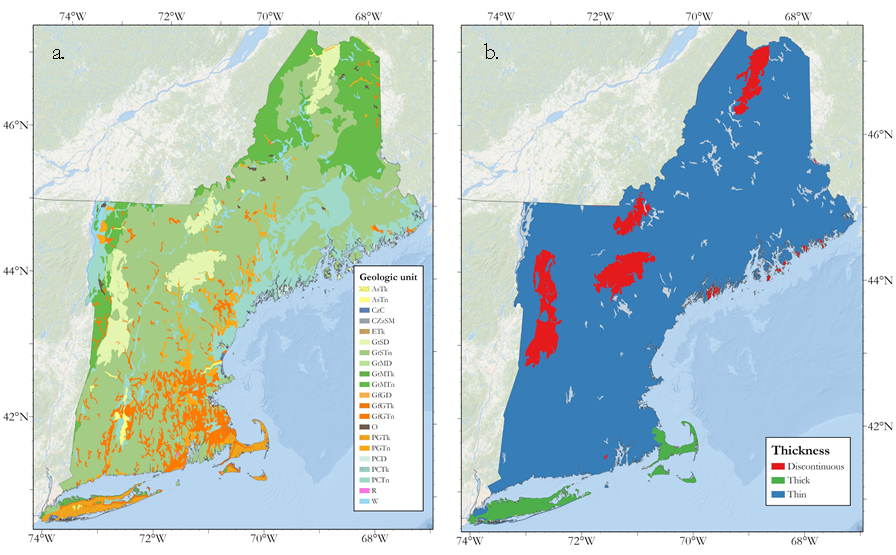 74°W 72°W 70°W 68°W
74°W 72°W 70°W 68°W
a.
b.
46°N
46°N
44°N
44°N
42°N
42°N
Geologic unit
AsTk
AsTn
CzC
CZzSM
ETk
GtSD
GtSTn
GtMD
GtMTk
GtMTn
GfGD
GfGTk
GfGTn
O
PGTk
PGTn
PCD
PCTk
PCTn
R
W
Thickness
Discontinuous
Thick
Thin
74°W 72°W 70°W 68°W
74°W 72°W 70°W 68°W